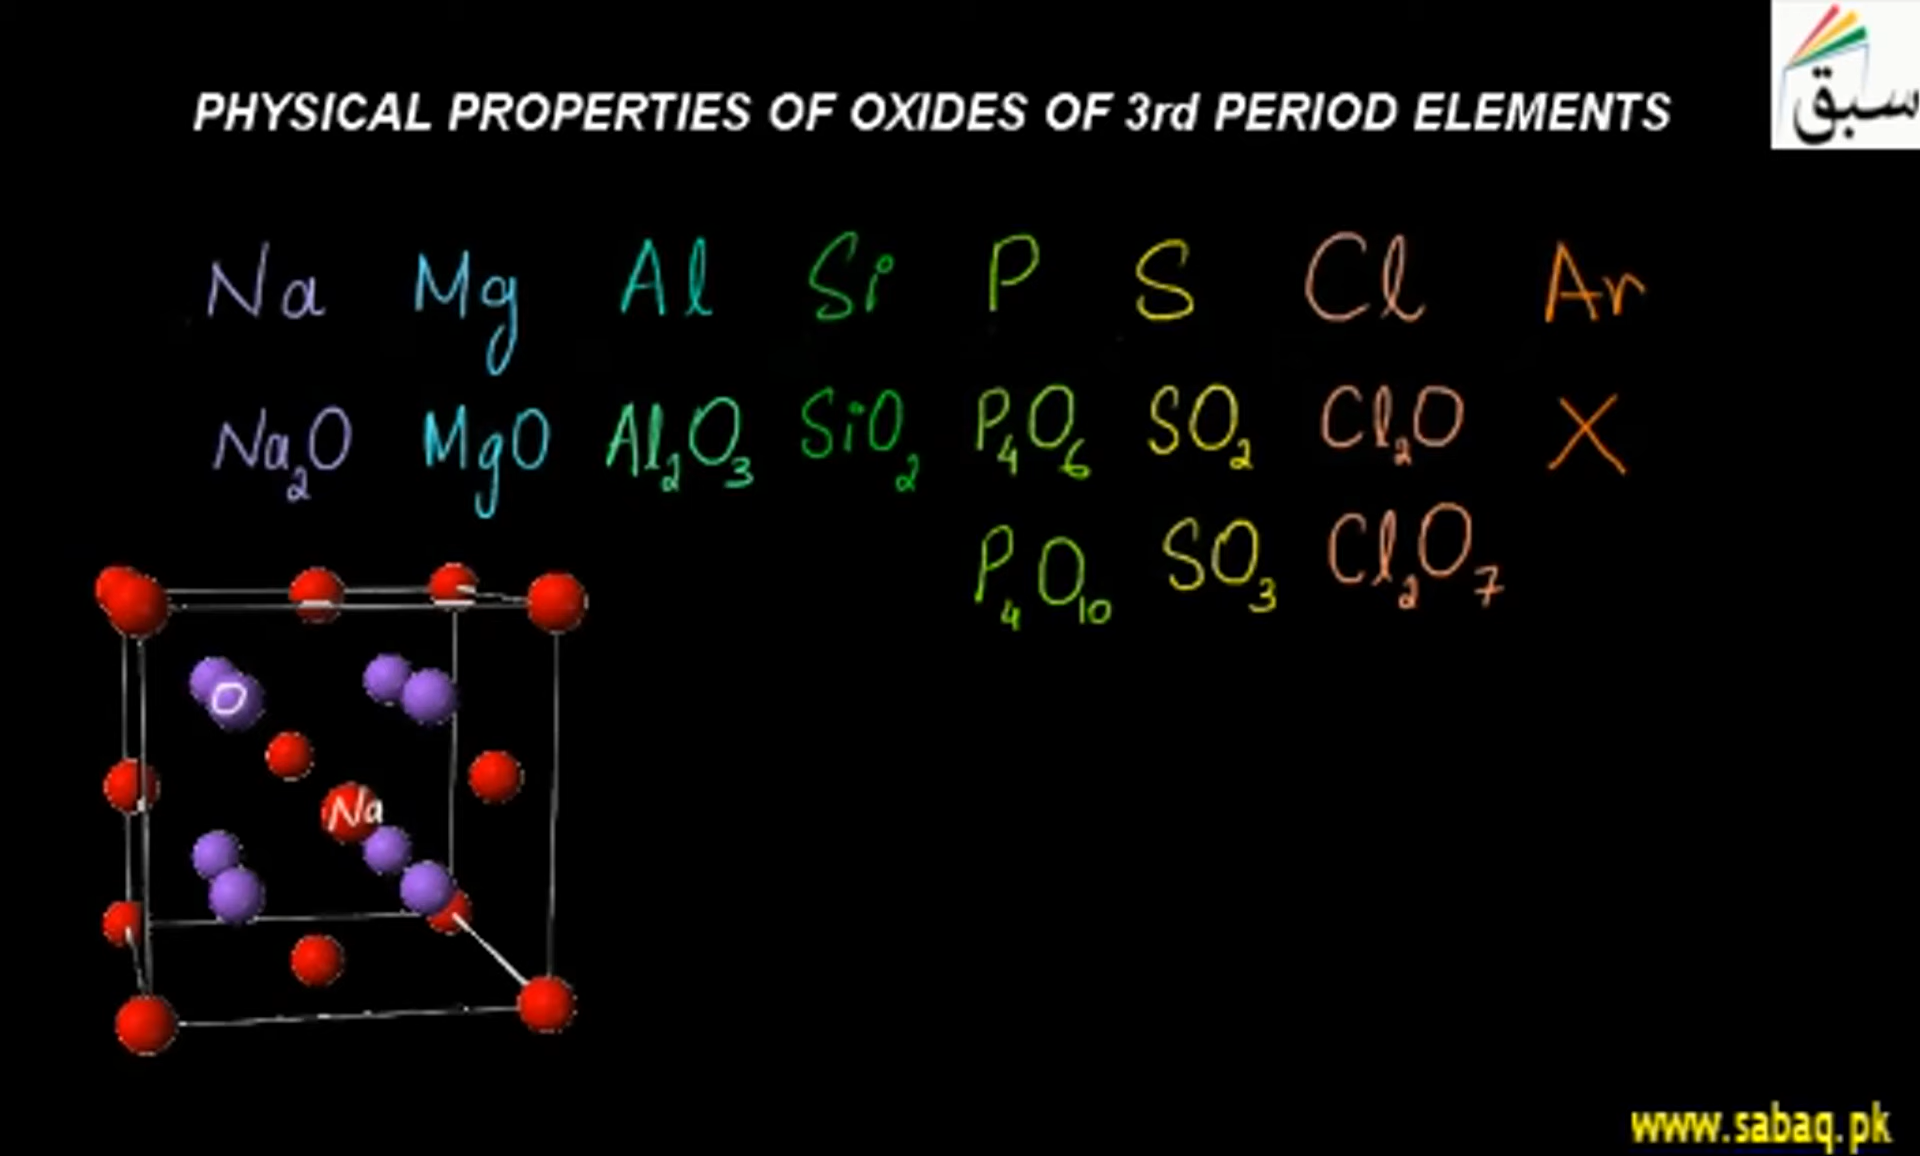 سبق
PHYSICAL PROPERTIES OF OXIDES OF 3rd PERIOD ELEMENTS
Na Mg Al Si P S Cl Ar
Na₂O MgO Al₂O₃ SiO₂ P₄O₆ SO₂ Cl₂O X
P₄O₁₀ SO₃ Cl₂O₇
O
Na
www.sabaq.pk